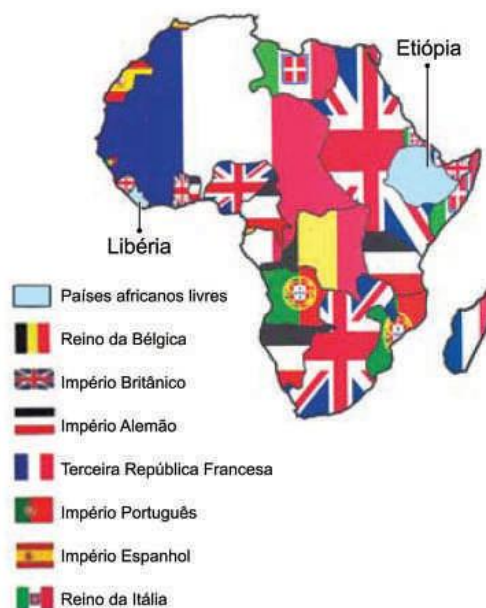 Etiópia
Libéria
Países africanos livres
Reino da Bélgica
Império Britânico
Império Alemão
Terceira República Francesa
Império Português
Império Espanhol
Reino da Itália